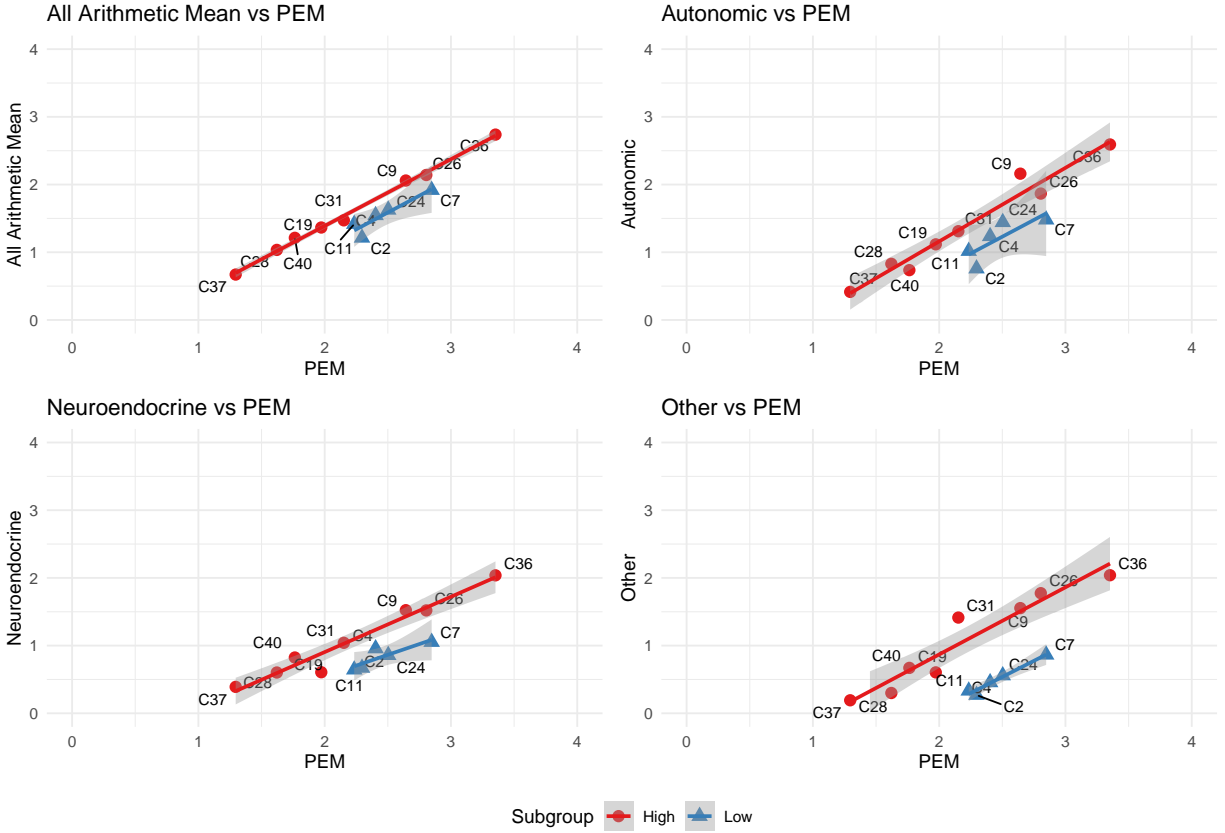 All Arithmetic Mean vs PEM
Autonomic vs PEM
4
3
2
1
0
All Arithmetic Mean
C36
C9
C26
C31
C24
C7
C19
C4
C11
C2
C28
C40
C37
0 1 2 3 4
PEM
4
3
2
1
0
Autonomic
C9
C36
C26
C24
C31
C7
C19
C4
C28
C11
C2
C37
C40
0 1 2 3 4
PEM
Neuroendocrine vs PEM
Other vs PEM
4
3
2
1
0
Neuroendocrine
C36
C9
C26
C31
C4
C7
C40
C19
C2
C24
C28
C11
C37
0 1 2 3 4
PEM
4
3
2
1
0
Other
C36
C26
C31
C9
C7
C40
C19
C24
C11
C4
C28
C37
C2
0 1 2 3 4
PEM
Subgroup High Low